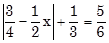 |3/4 - 1/2 x| + 1/3 = 5/6